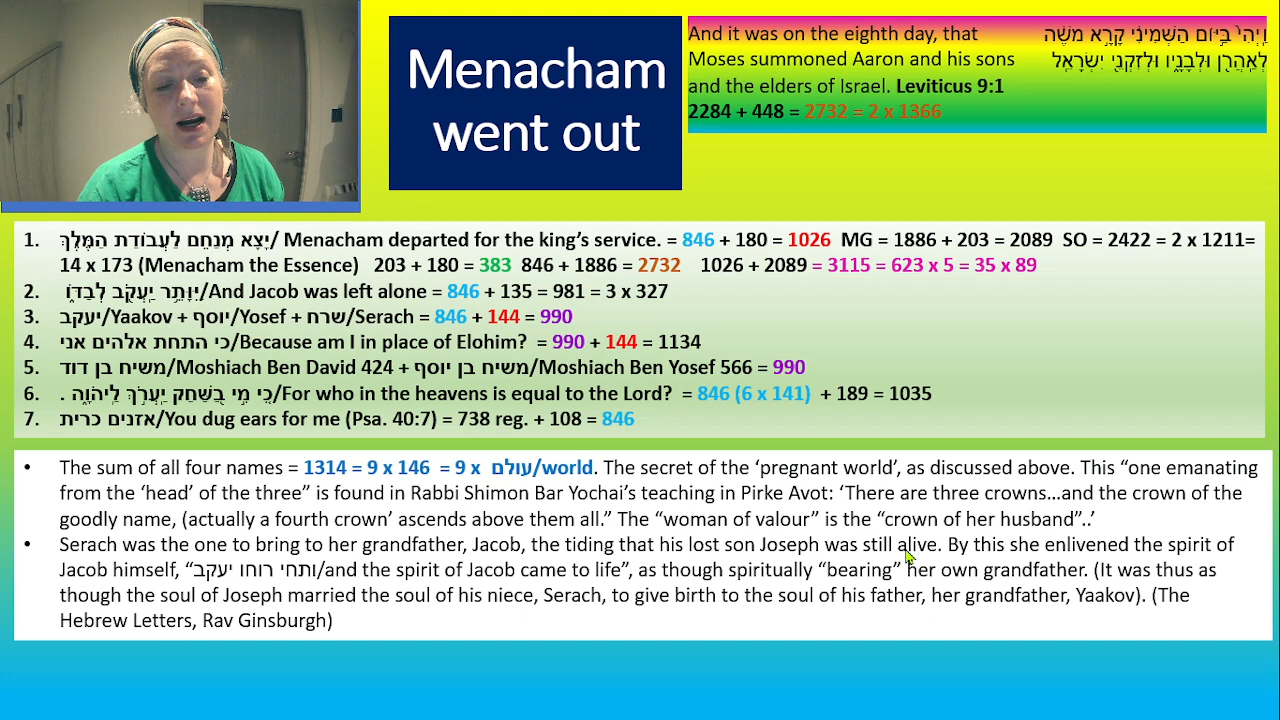 Menacham
went out
And it was on the eighth day, that
Moses summoned Aaron and his sons
and the elders of Israel. Leviticus 9:1
2284 + 448 = 2732 = 2 x 1366
וַיְהִי֙ בַּיּ֣וֹם הַשְּׁמִינִ֔י קָרָ֣א מֹשֶׁ֔ה
לְאַהֲרֹ֖ן וּלְבָנָ֑יו וּלְזִקְנֵ֖י יִשְׂרָאֵֽל
1. יָצָא מְנַחֵם לַעֲבוֹדַת הַמֶּלֶךְ/ Menacham departed for the king’s service. = 846 + 180 = 1026 MG = 1886 + 203 = 2089 SO = 2422 = 2 x 1211=
14 x 173 (Menacham the Essence) 203 + 180 = 383 846 + 1886 = 2732 1026 + 2089 = 3115 = 623 x 5 = 35 x 89
2. וַיִּוָּתֵ֥ר יַעֲקֹ֖ב לְבַדּ֑וֹ/And Jacob was left alone = 846 + 135 = 981 = 3 x 327
3. יעקב/Yaakov + יוסף/Yosef + שרח/Serach = 846 + 144 = 990
4. כי התחת אלהים אני/Because am I in place of Elohim? = 990 + 144 = 1134
5. משיח בן דוד/Moshiach Ben David 424 + משיח בן יוסף/Moshiach Ben Yosef 566 = 990
6. . כִּ֤י מִ֣י בַ֭שַּׁחַק יַעֲרֹ֣ךְ לַֽיהֹוָ֑ה/For who in the heavens is equal to the Lord? = 846 (6 x 141) + 189 = 1035
7. אזנים כרית/You dug ears for me (Psa. 40:7) = 738 reg. + 108 = 846
• The sum of all four names = 1314 = 9 x 146 = 9 x עולם/world. The secret of the ‘pregnant world’, as discussed above. This “one emanating
from the ‘head’ of the three” is found in Rabbi Shimon Bar Yochai’s teaching in Pirke Avot: ‘There are three crowns…and the crown of the
goodly name, (actually a fourth crown’ ascends above them all.” The “woman of valour” is the “crown of her husband”..’
• Serach was the one to bring to her grandfather, Jacob, the tiding that his lost son Joseph was still alive. By this she enlivened the spirit of
Jacob himself, “ותחי רוחו יעקב/and the spirit of Jacob came to life”, as though spiritually “bearing” her own grandfather. (It was thus as
though the soul of Joseph married the soul of his niece, Serach, to give birth to the soul of his father, her grandfather, Yaakov). (The
Hebrew Letters, Rav Ginsburgh)